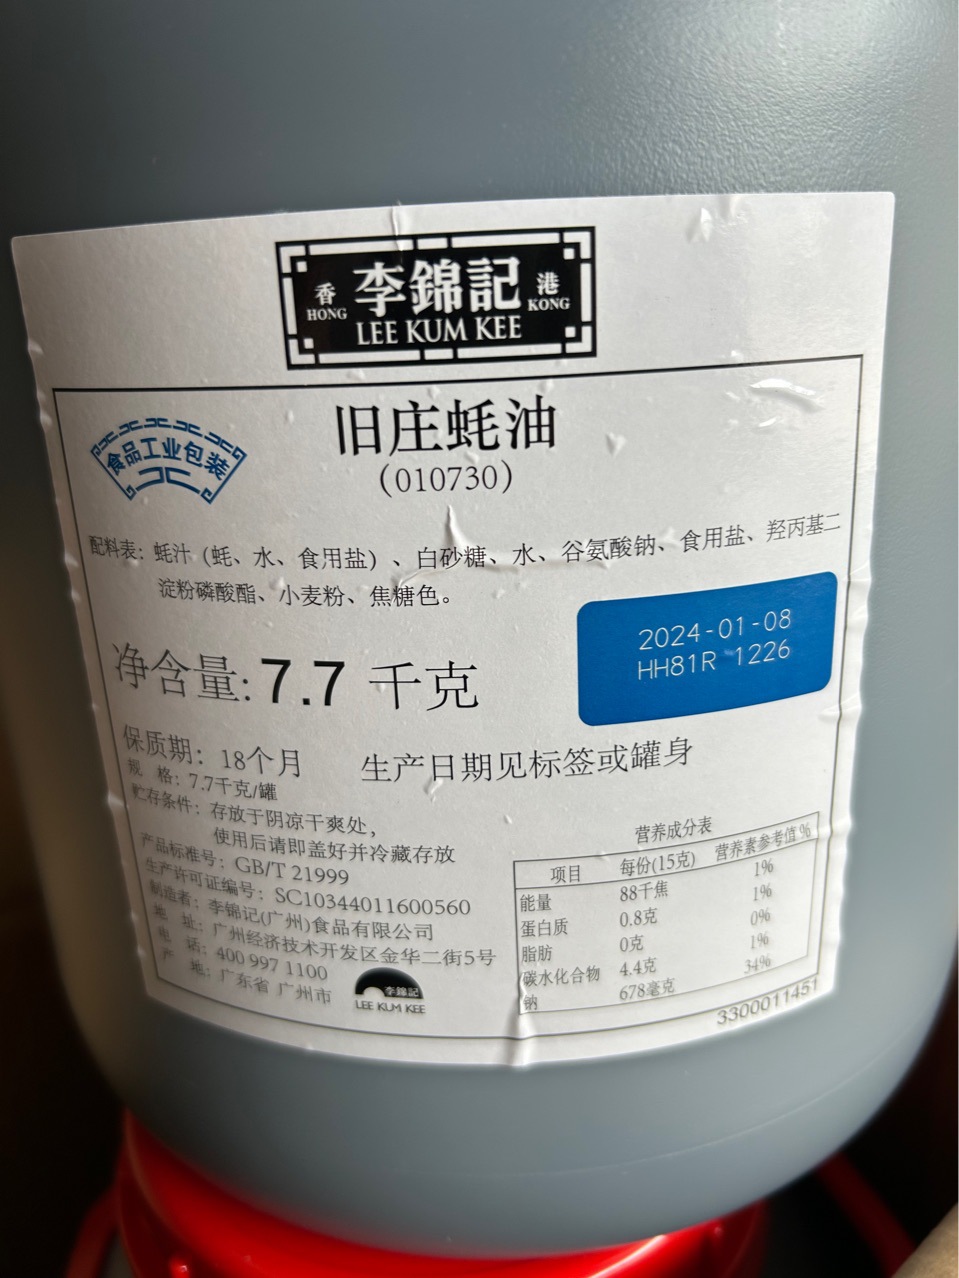 香 李錦記 港
HONG LEE KUM KEE KONG
食品工业包装
旧庄蚝油
(010730)
配料表：蚝汁（蚝、水、食用盐）、白砂糖、水、谷氨酸钠、食用盐、羟丙基二
淀粉磷酸酯、小麦粉、焦糖色。
2024-01-08
HH81R 1226
净含量: 7.7 千克
保质期：18个月 生产日期见标签或罐身
规 格：7.7千克/罐
贮存条件：存放于阴凉干爽处，
使用后请即盖好并冷藏存放
产品标准号：GB/T 21999
生产许可证编号：SC10344011600560
制造者：李锦记(广州)食品有限公司
地 址：广州经济技术开发区金华二街5号
电 话：400 997 1100
产 地：广东省 广州市
李錦記
LEE KUM KEE
营养成分表
项目 每份(15克) 营养素参考值%
能量 88千焦 1%
蛋白质 0.8克 1%
脂肪 0克 0%
碳水化合物 4.4克 1%
钠 678毫克 34%
3300011451